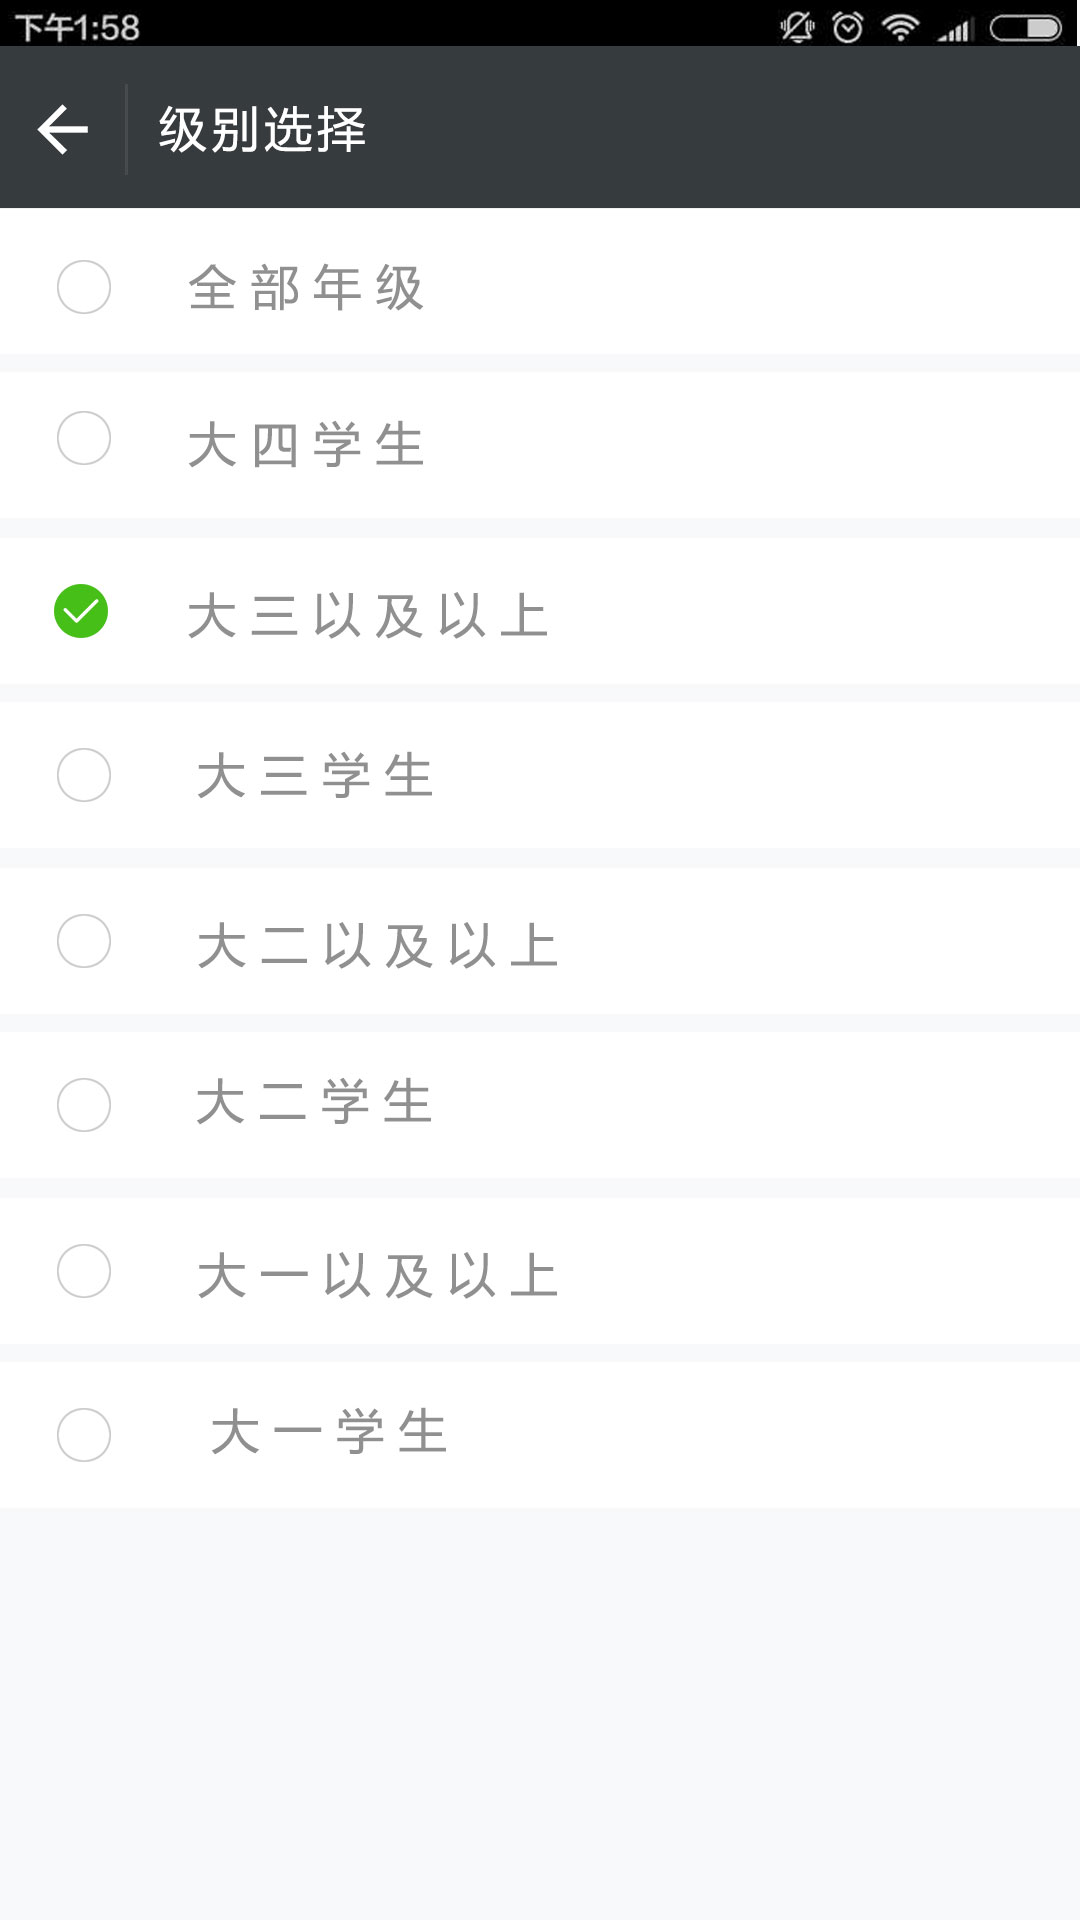 下午1:58
级别选择
全部年级
大四学生
大三以及以上
大三学生
大二以及以上
大二学生
大一以及以上
大一学生